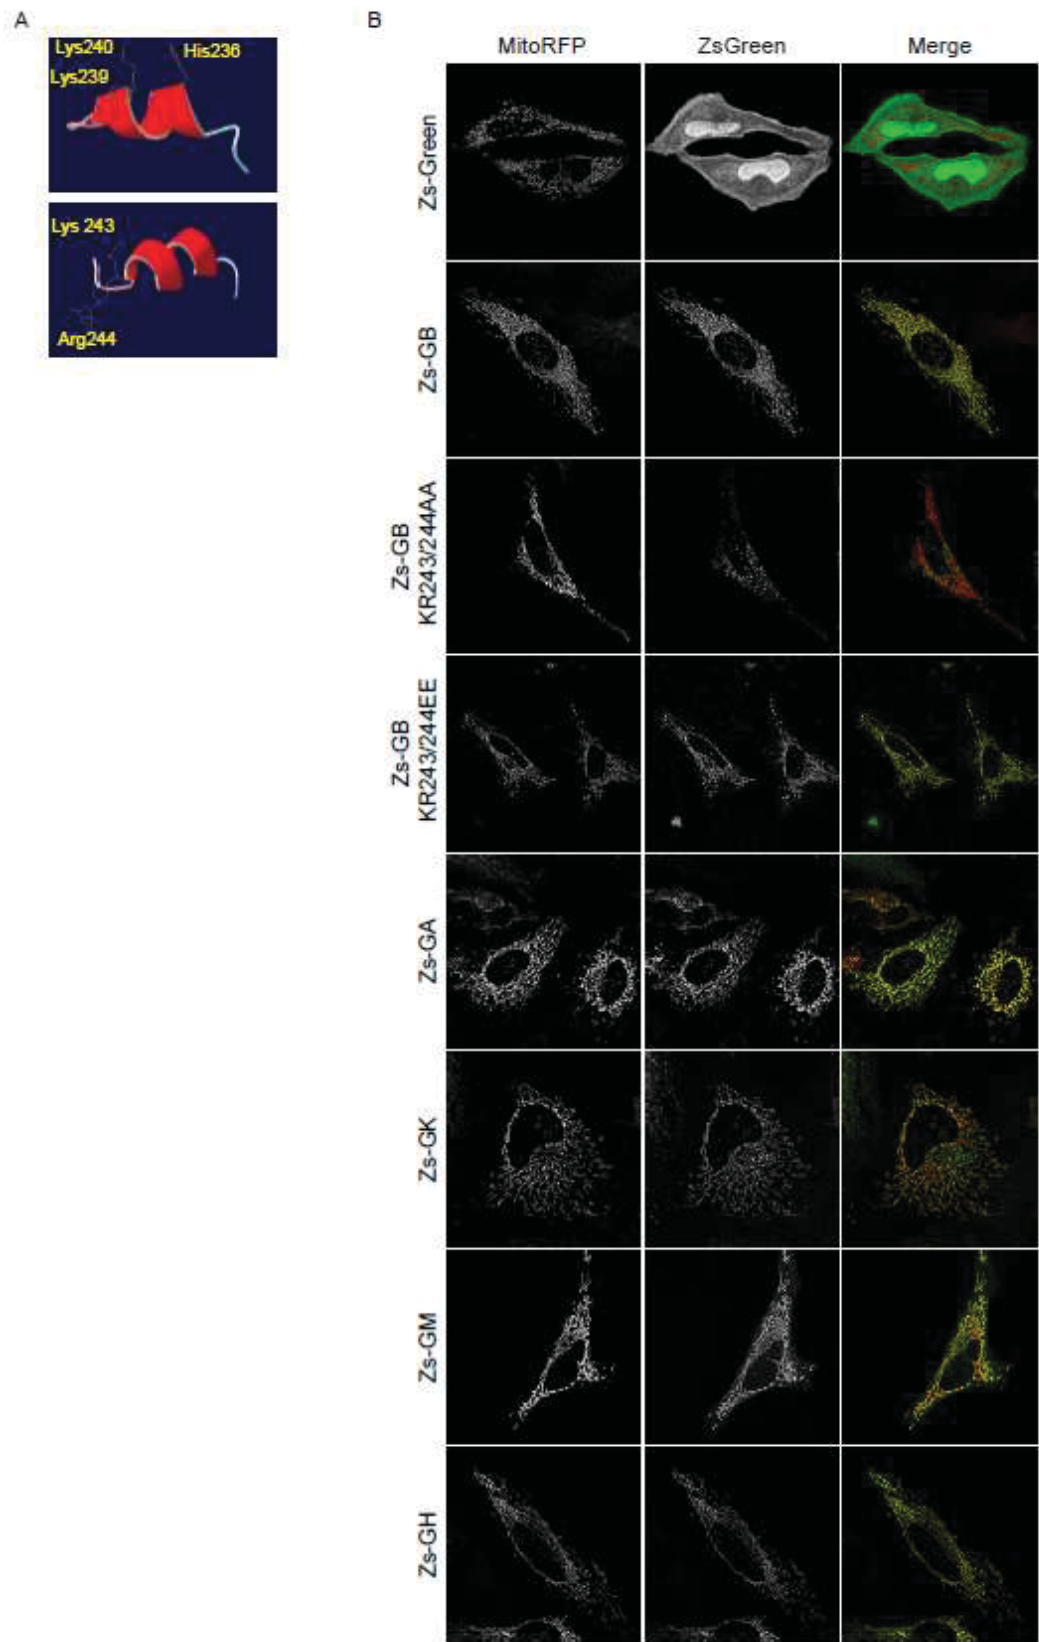 A
Lys240
His236
Lys239
Lys 243
Arg244
B
MitoRFP ZsGreen Merge
Zs-Green
Zs-GB
Zs-GB
KR243/244AA
Zs-GB
KR243/244EE
Zs-GA
Zs-GK
Zs-GM
Zs-GH